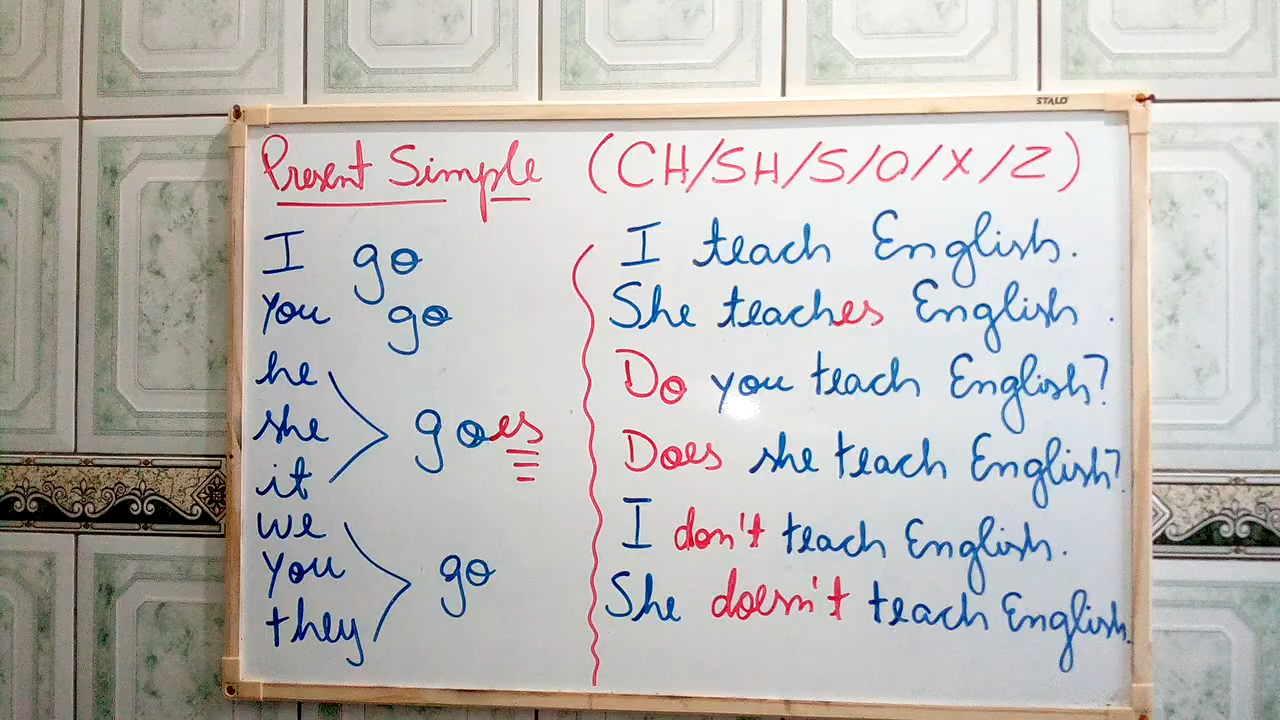 STALO
Present Simple (CH/SH/S/O/X/Z)
I go
you go
he
she
it
goes
we
you
they
go
I teach English.
She teaches English.
Do you teach English?
Does she teach English?
I don't teach English.
She doesn't teach English.